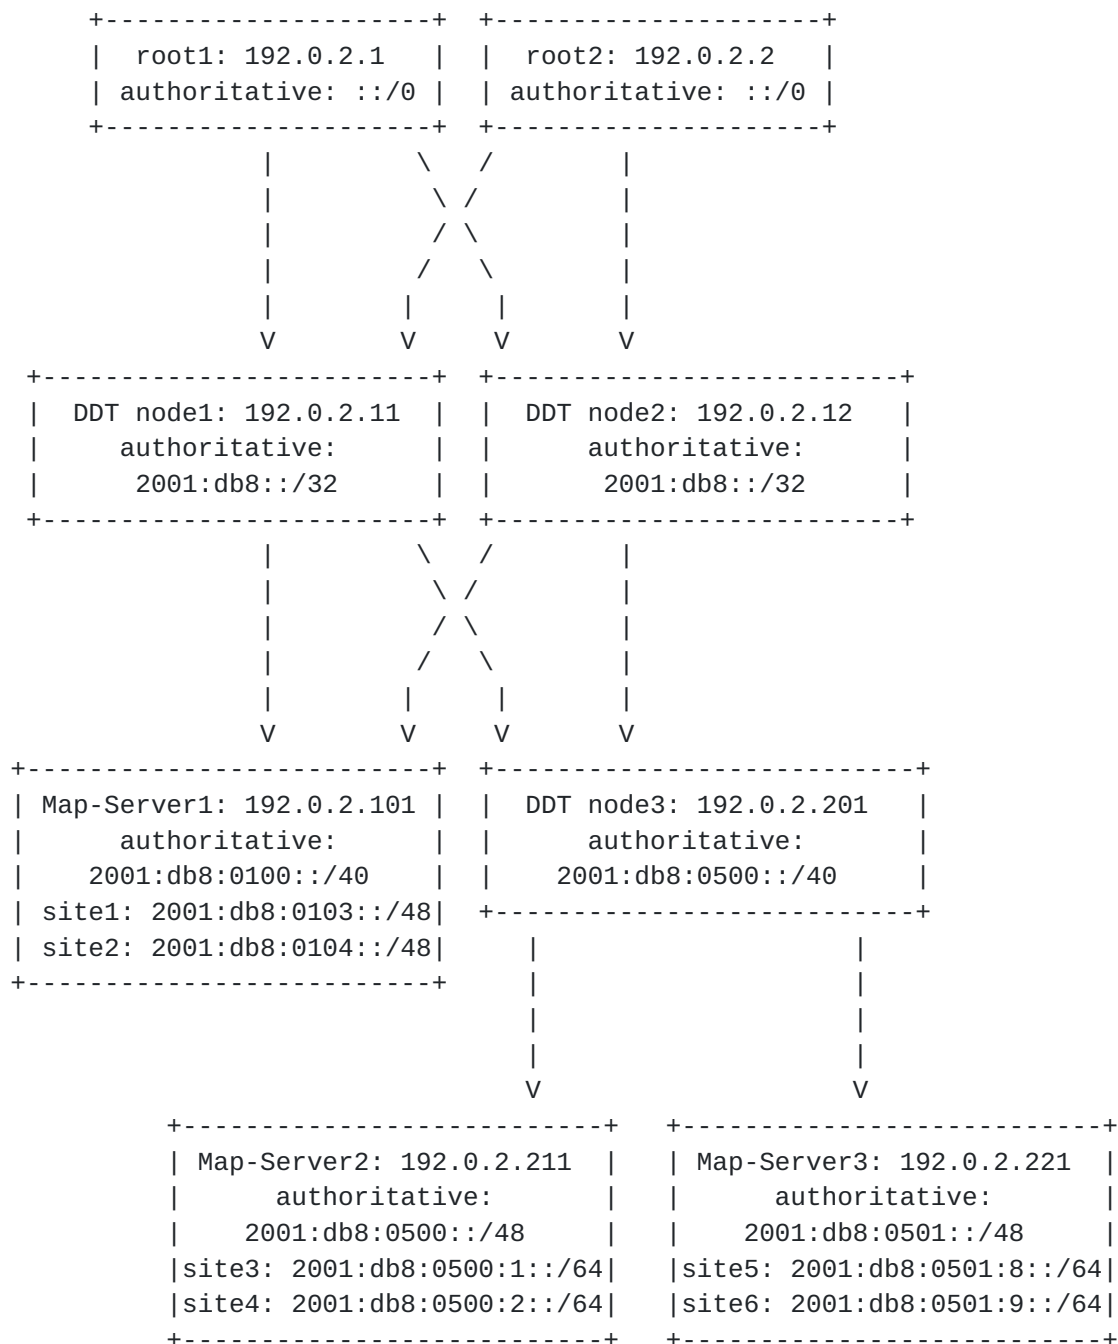 root1: 192.0.2.1 root2: 192.0.2.2
authoritative: ::/0 authoritative: ::/0
DDT node1: 192.0.2.11 DDT node2: 192.0.2.12
authoritative: authoritative:
2001:db8::/32 2001:db8::/32
Map-Server1: 192.0.2.101 DDT node3: 192.0.2.201
authoritative: authoritative:
2001:db8:0100::/40 2001:db8:0500::/40
site1: 2001:db8:0103::/48
site2: 2001:db8:0104::/48
Map-Server2: 192.0.2.211 Map-Server3: 192.0.2.221
authoritative: authoritative:
2001:db8:0500::/48 2001:db8:0501::/48
site3: 2001:db8:0500:1::/64 site5: 2001:db8:0501:8::/64
site4: 2001:db8:0500:2::/64 site6: 2001:db8:0501:9::/64